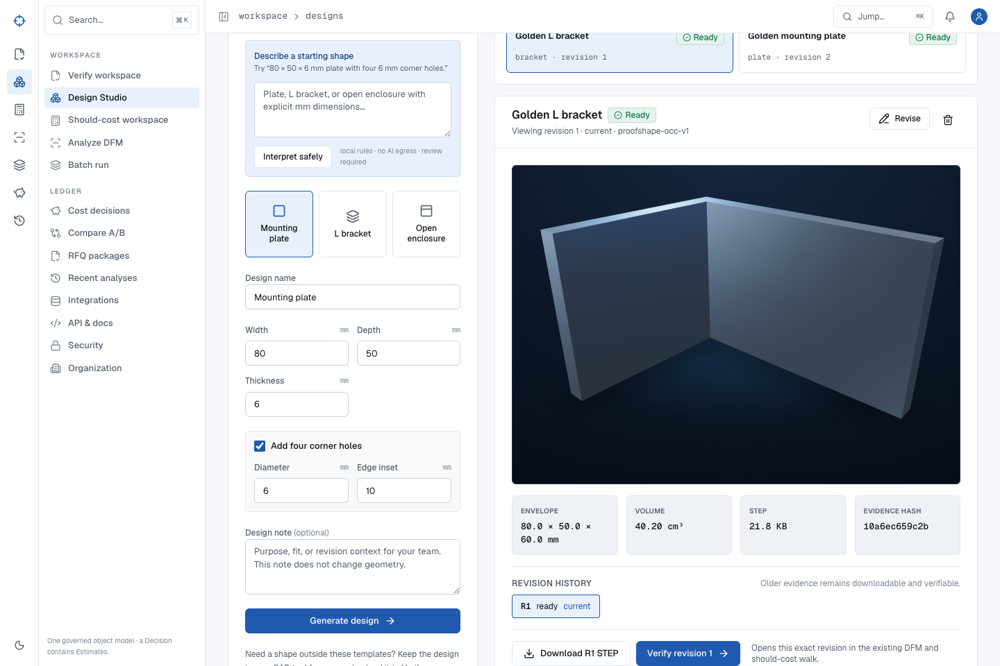 Search...
⌘ K
WORKSPACE
Verify workspace
Design Studio
Should-cost workspace
Analyze DFM
Batch run
LEDGER
Cost decisions
Compare A/B
RFQ packages
Recent analyses
Integrations
API & docs
Security
Organization
One governed object model · a Decision
contains Estimates.
workspace > designs
Jump...
⌘K
Describe a starting shape
Try “80 × 50 × 6 mm plate with four 6 mm corner holes.”
Plate, L bracket, or open enclosure with
explicit mm dimensions...
Interpret safely
local rules · no AI egress · review
required
Mounting
plate
L bracket
Open
enclosure
Design name
Mounting plate
Width mm
Depth mm
80
50
Thickness mm
6
Add four corner holes
Diameter mm
Edge inset mm
6
10
Design note (optional)
Purpose, fit, or revision context for your team.
This note does not change geometry.
Generate design
Need a shape outside these templates? Keep the design
Golden L bracket
Ready
bracket · revision 1
Golden mounting plate
Ready
plate · revision 2
Golden L bracket
Ready
Viewing revision 1 · current · proofshape-occ-v1
Revise
ENVELOPE
80.0 × 50.0 ×
60.0 mm
VOLUME
40.20 cm³
STEP
21.8 KB
EVIDENCE HASH
10a6ec659c2b
REVISION HISTORY
Older evidence remains downloadable and verifiable.
R1 ready current
Download R1 STEP
Verify revision 1
Opens this exact revision in the existing DFM and
should-cost walk.